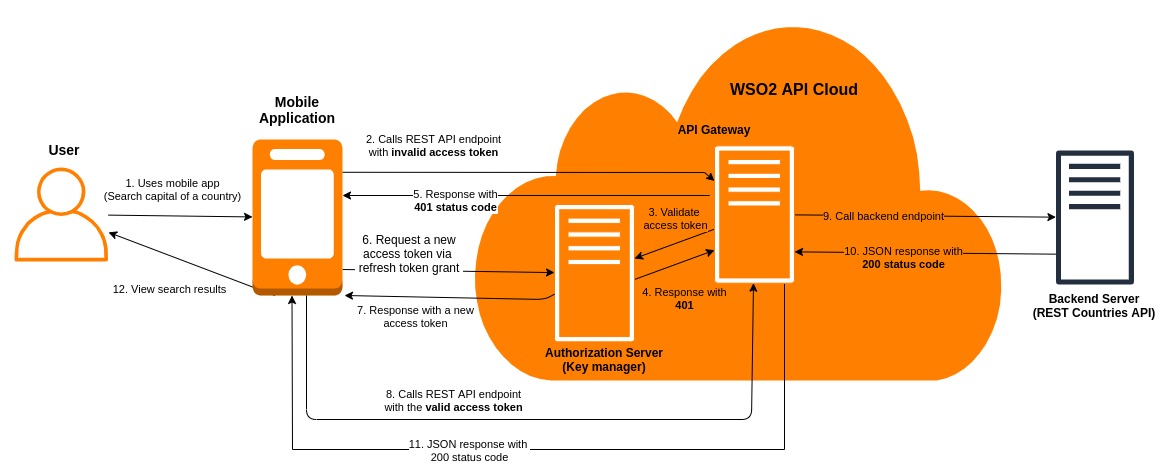 WSO2 API Cloud
Mobile
Application
API Gateway
User
2. Calls REST API endpoint
with invalid access token
1. Uses mobile app
(Search capital of a country)
5. Response with
401 status code
3. Validate
access token
9. Call backend endpoint
6. Request a new
access token via
refresh token grant
10. JSON response with
200 status code
12. View search results
4. Response with
401
7. Response with a new
access token
Backend Server
(REST Countries API)
Authorization Server
(Key manager)
8. Calls REST API endpoint
with the valid access token
11. JSON response with
200 status code